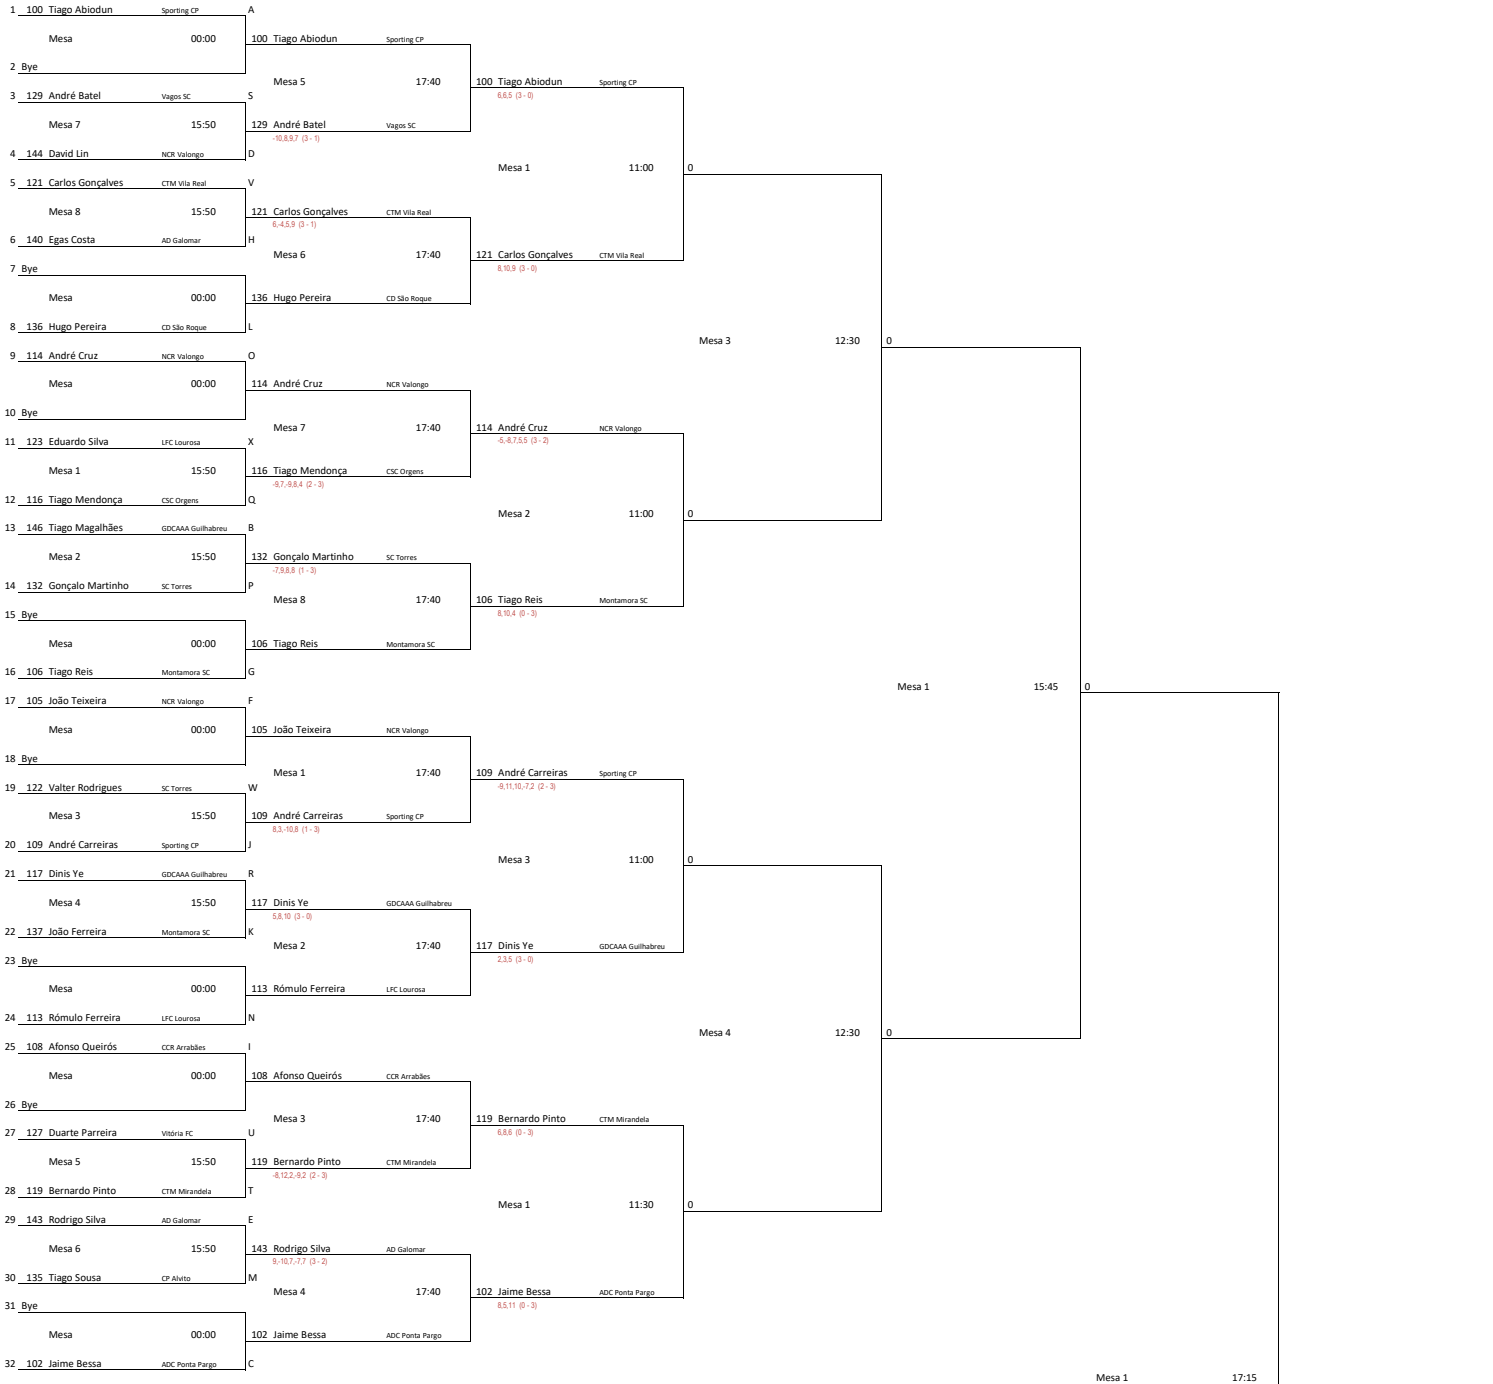 1 100 Tiago Abiodun Sporting CP A
Mesa 00:00 100 Tiago Abiodun Sporting CP
2 Bye
Mesa 5 17:40 100 Tiago Abiodun Sporting CP
3 129 André Batel Vagos SC S 6,6,5 (3 - 0)
Mesa 7 15:50 129 André Batel Vagos SC
-10,8,9,7 (3 - 1)
4 144 David Lin NCR Valongo D
Mesa 1 11:00 0
5 121 Carlos Gonçalves CTM Vila Real V
Mesa 8 15:50 121 Carlos Gonçalves CTM Vila Real
6,-4,5,9 (3 - 1)
6 140 Egas Costa AD Galomar H
Mesa 6 17:40 121 Carlos Gonçalves CTM Vila Real
7 Bye 8,10,9 (3 - 0)
Mesa 00:00 136 Hugo Pereira CD São Roque
8 136 Hugo Pereira CD São Roque L
Mesa 3 12:30 0
9 114 André Cruz NCR Valongo O
Mesa 00:00 114 André Cruz NCR Valongo
10 Bye
Mesa 7 17:40 114 André Cruz NCR Valongo
11 123 Eduardo Silva LFC Lourosa X -5,-8,7,5,5 (3 - 2)
Mesa 1 15:50 116 Tiago Mendonça CSC Orgens
-9,7,-9,8,4 (2 - 3)
12 116 Tiago Mendonça CSC Orgens Q
Mesa 2 11:00 0
13 146 Tiago Magalhães GDCAAA Guilhabreu B
Mesa 2 15:50 132 Gonçalo Martinho SC Torres
-7,9,8,8 (1 - 3)
14 132 Gonçalo Martinho SC Torres P
Mesa 8 17:40 106 Tiago Reis Montamora SC
15 Bye 8,10,4 (0 - 3)
Mesa 00:00 106 Tiago Reis Montamora SC
16 106 Tiago Reis Montamora SC G
Mesa 1 15:45 0
17 105 João Teixeira NCR Valongo F
Mesa 00:00 105 João Teixeira NCR Valongo
18 Bye
Mesa 1 17:40 109 André Carreiras Sporting CP
19 122 Valter Rodrigues SC Torres W -9,11,10,-7,2 (2 - 3)
Mesa 3 15:50 109 André Carreiras Sporting CP
8,3,-10,8 (1 - 3)
20 109 André Carreiras Sporting CP J
Mesa 3 11:00 0
21 117 Dinis Ye GDCAAA Guilhabreu R
Mesa 4 15:50 117 Dinis Ye GDCAAA Guilhabreu
5,8,10 (3 - 0)
22 137 João Ferreira Montamora SC K
Mesa 2 17:40 117 Dinis Ye GDCAAA Guilhabreu
23 Bye 2,3,5 (3 - 0)
Mesa 00:00 113 Rómulo Ferreira LFC Lourosa
24 113 Rómulo Ferreira LFC Lourosa N
Mesa 4 12:30 0
25 108 Afonso Queirós CCR Arrabães I
Mesa 00:00 108 Afonso Queirós CCR Arrabães
26 Bye
Mesa 3 17:40 119 Bernardo Pinto CTM Mirandela
27 127 Duarte Parreira Vitória FC U 6,8,6 (0 - 3)
Mesa 5 15:50 119 Bernardo Pinto CTM Mirandela
-8,12,2,-9,2 (2 - 3)
28 119 Bernardo Pinto CTM Mirandela T
Mesa 1 11:30 0
29 143 Rodrigo Silva AD Galomar E
Mesa 6 15:50 143 Rodrigo Silva AD Galomar
9,-10,7,-7,7 (3 - 2)
30 135 Tiago Sousa CP Alvito M
Mesa 4 17:40 102 Jaime Bessa ADC Ponta Pargo
31 Bye 8,5,11 (0 - 3)
Mesa 00:00 102 Jaime Bessa ADC Ponta Pargo
32 102 Jaime Bessa ADC Ponta Pargo C
Mesa 1 17:15